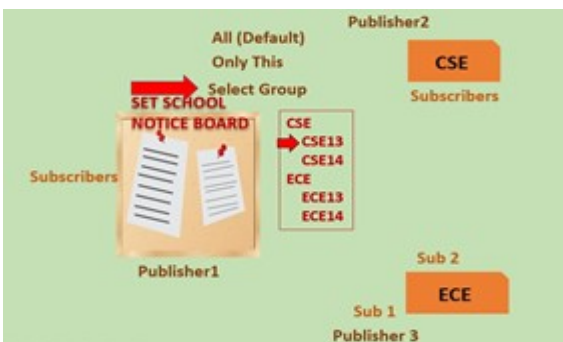 Publisher2
All (Default)
Only This
Select Group
CSE
Subscribers
SET SCHOOL
NOTICE BOARD
CSE
CSE13
CSE14
ECE
ECE13
ECE14
Subscribers
Publisher1
Sub 2
ECE
Sub 1
Publisher 3